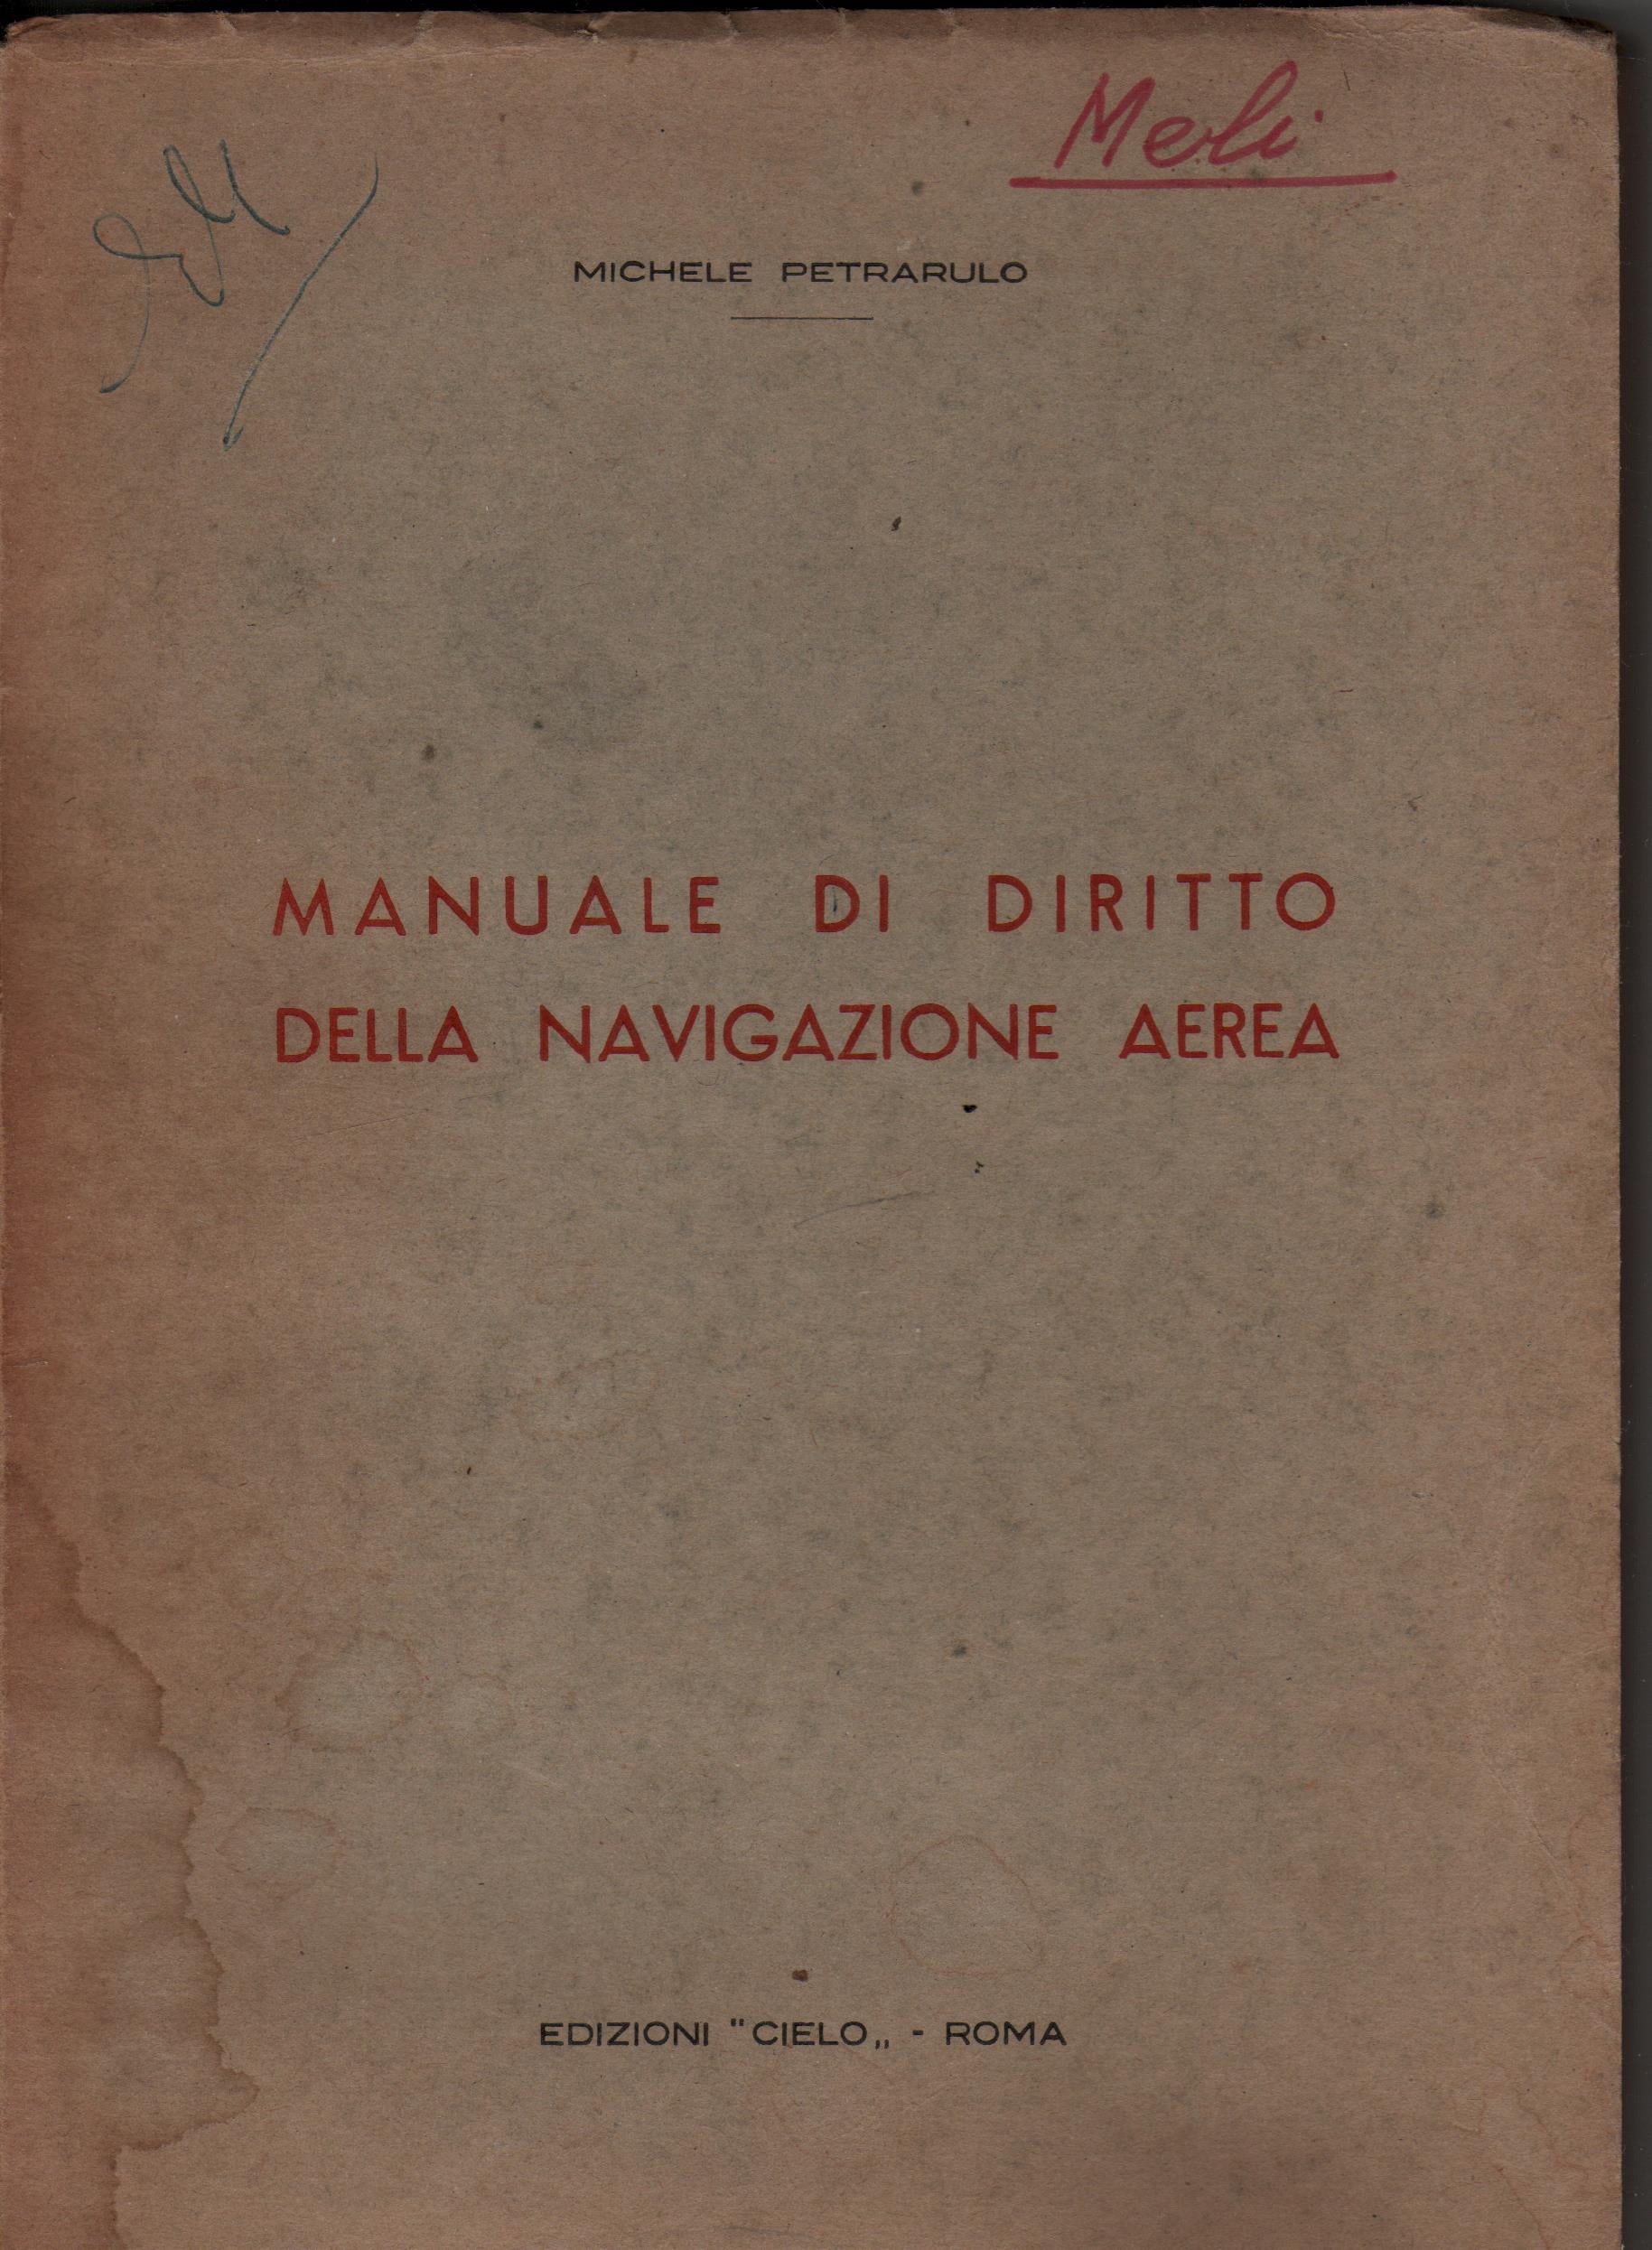 Meli
MICHELE PETRARULO
MANUALE DI DIRITTO
DELLA NAVIGAZIONE AEREA
EDIZIONI "CIELO„ - ROMA